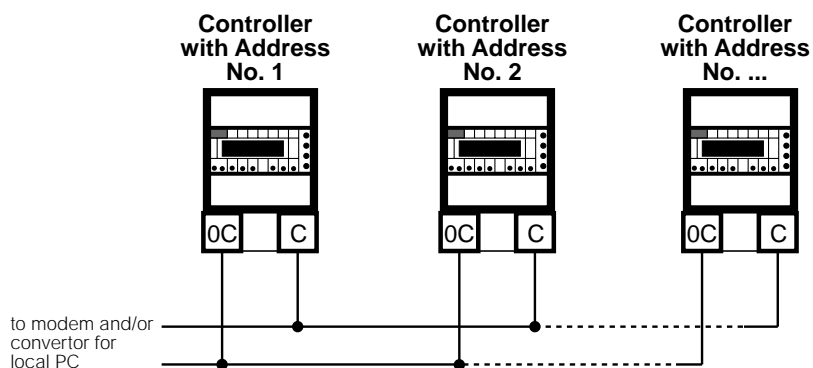 Controller
with Address
No. 1
Controller
with Address
No. 2
Controller
with Address
No. ...
0C
C
0C
C
0C
C
to modem and/or
convertor for
local PC